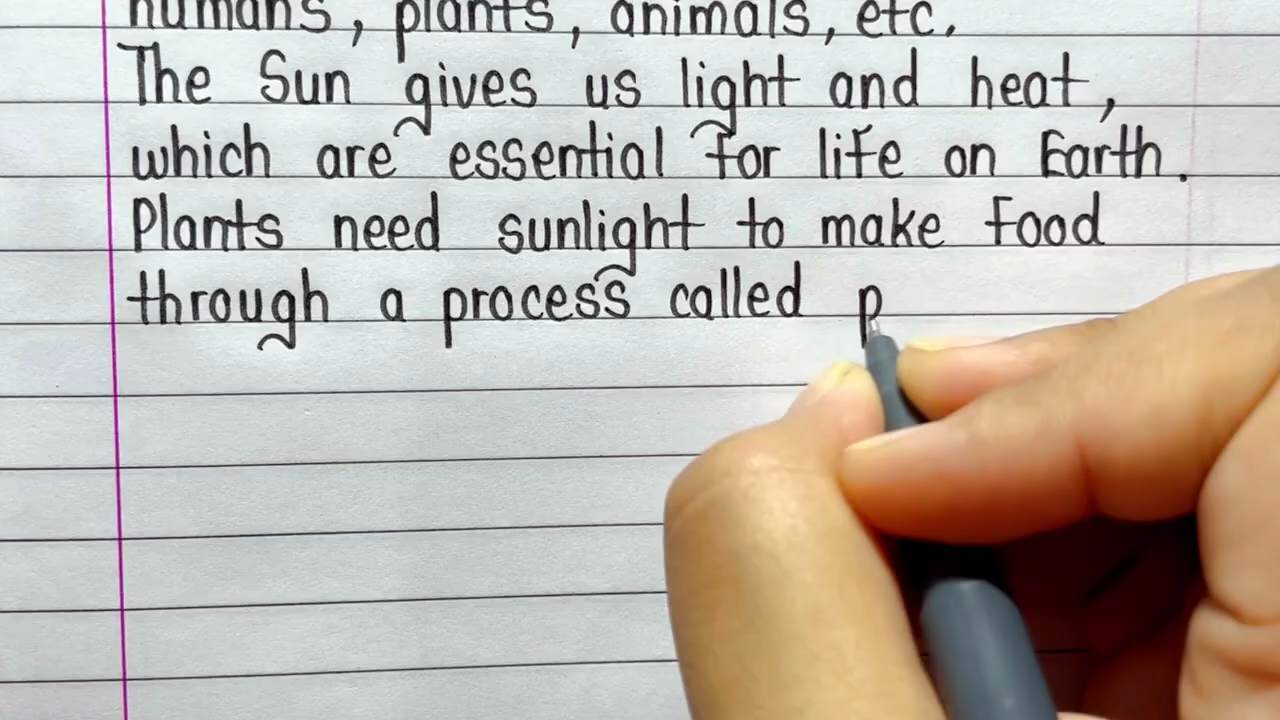 humans, plants, animals, etc.
The Sun gives us light and heat,
which are essential for life on Earth.
Plants need sunlight to make food
through a process called p